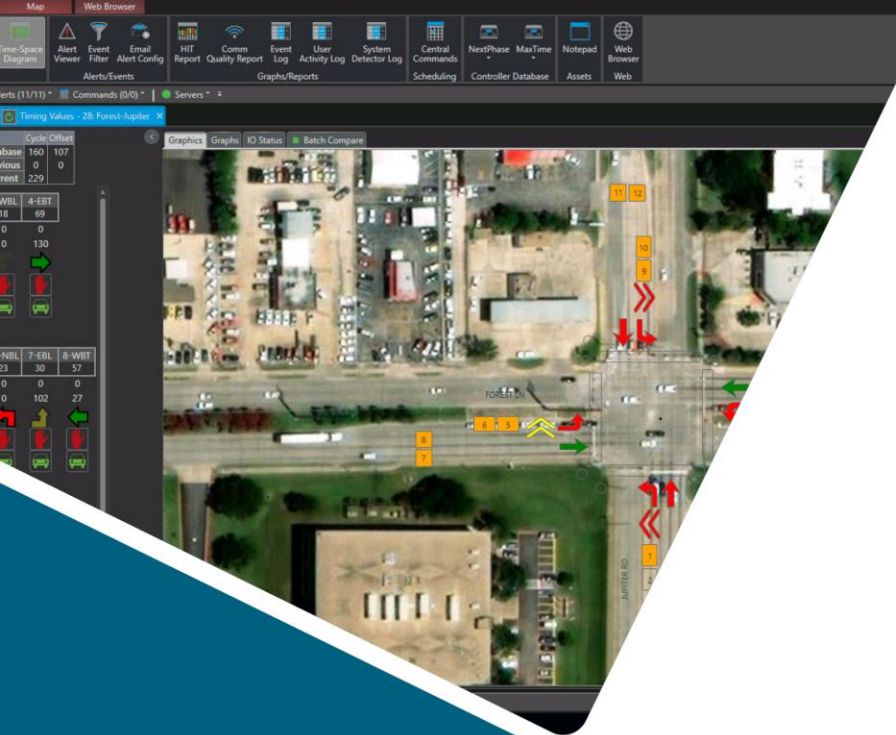 Map Web Browser
Time-Space Diagram
Alert Viewer
Event Filter
Email Alert Config
HIT Report
Comm Quality Report
Event Log
User Activity Log
System Detector Log
Central Commands
NextPhase
MaxTime
Notepad
Web Browser
Alerts/Events Graphs/Reports Scheduling Controller Database Assets Web
lerts (11/11) Commands (0/0) Servers
Timing Values - 28: Forest-Jupiter ×
Graphics Graphs IO Status Batch Compare
Cycle Offset
abase 160 107
vious 0 0
rrent 229
WBL 4-EBT
18 69
0 0
0 130
-NBL 7-EBL 8-WBT
23 30 57
0 0 0
0 102 27
11 12
10
9
FOREST LN
6 5
8
7
1
JUPITER RD
2